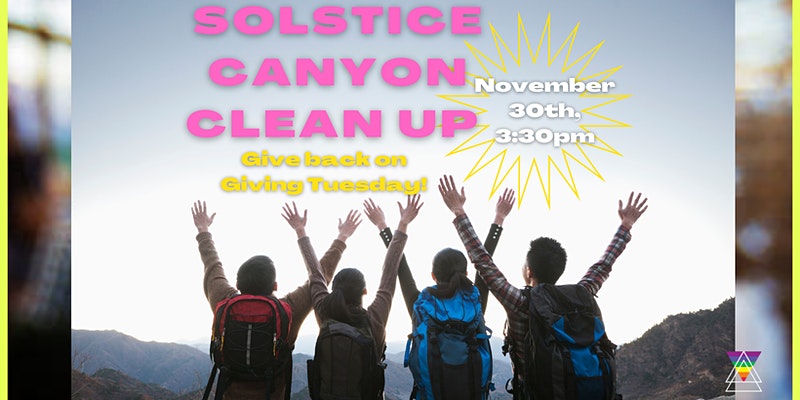 SOLSTICE
CANYON
CLEAN UP
Give back on
Giving Tuesday!
November
30th,
3:30pm